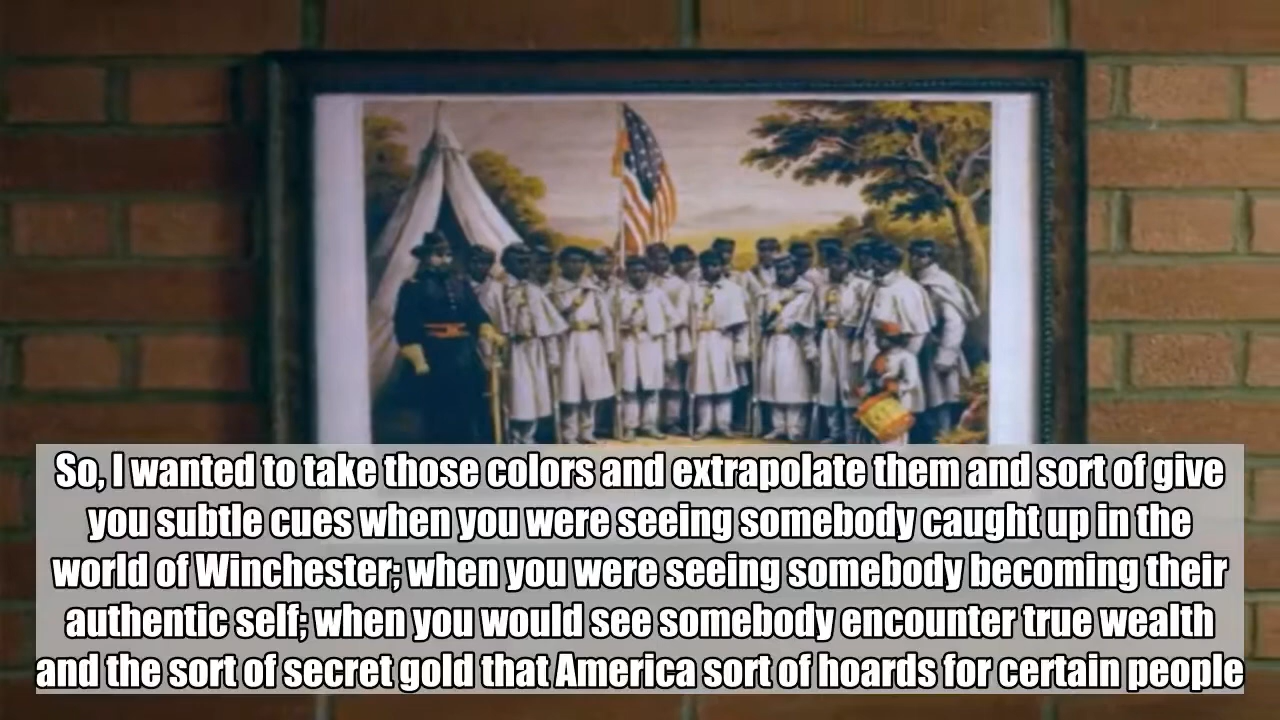 So, I wanted to take those colors and extrapolate them and sort of give
you subtle cues when you were seeing somebody caught up in the
world of Winchester; when you were seeing somebody becoming their
authentic self; when you would see somebody encounter true wealth
and the sort of secret gold that America sort of hoards for certain people